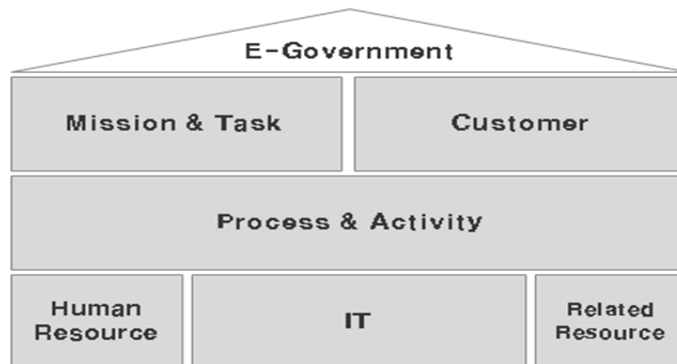 E-Government
Mission & Task
Customer
Process & Activity
Human
Resource
IT
Related
Resource